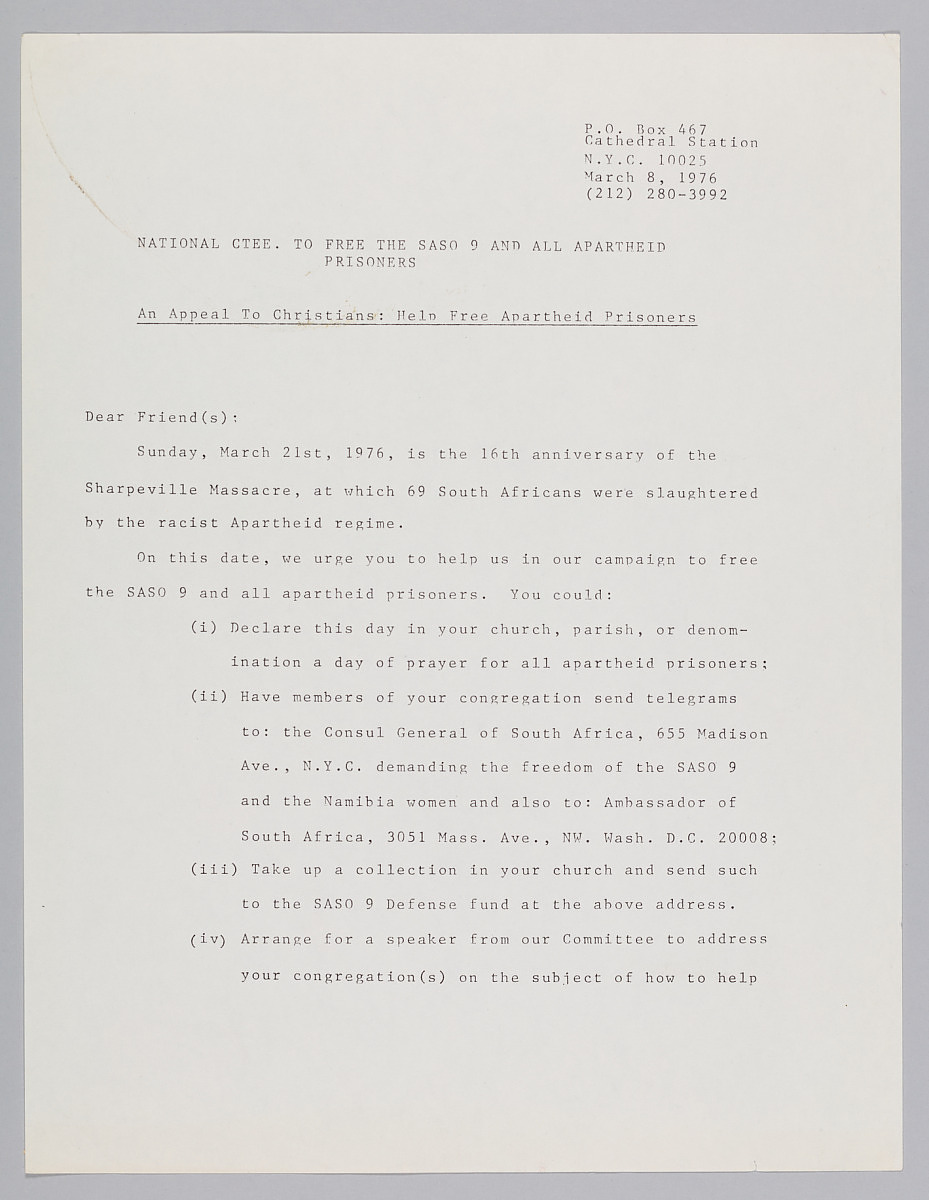 P.O. Box 467
Cathedral Station
N.Y.C. 10025
March 8, 1976
(212) 280-3992
NATIONAL CTEE. TO FREE THE SASO 9 AND ALL APARTHEID
PRISONERS
An Appeal To Christians: Help Free Apartheid Prisoners
Dear Friend(s):
Sunday, March 21st, 1976, is the 16th anniversary of the
Sharpeville Massacre, at which 69 South Africans were slaughtered
by the racist Apartheid regime.
On this date, we urge you to help us in our campaign to free
the SASO 9 and all apartheid prisoners. You could:
(i) Declare this day in your church, parish, or denom-
ination a day of prayer for all apartheid prisoners;
(ii) Have members of your congregation send telegrams
to: the Consul General of South Africa, 655 Madison
Ave., N.Y.C. demanding the freedom of the SASO 9
and the Namibia women and also to: Ambassador of
South Africa, 3051 Mass. Ave., NW. Wash. D.C. 20008;
(iii) Take up a collection in your church and send such
to the SASO 9 Defense fund at the above address.
(iv) Arrange for a speaker from our Committee to address
your congregation(s) on the subject of how to help